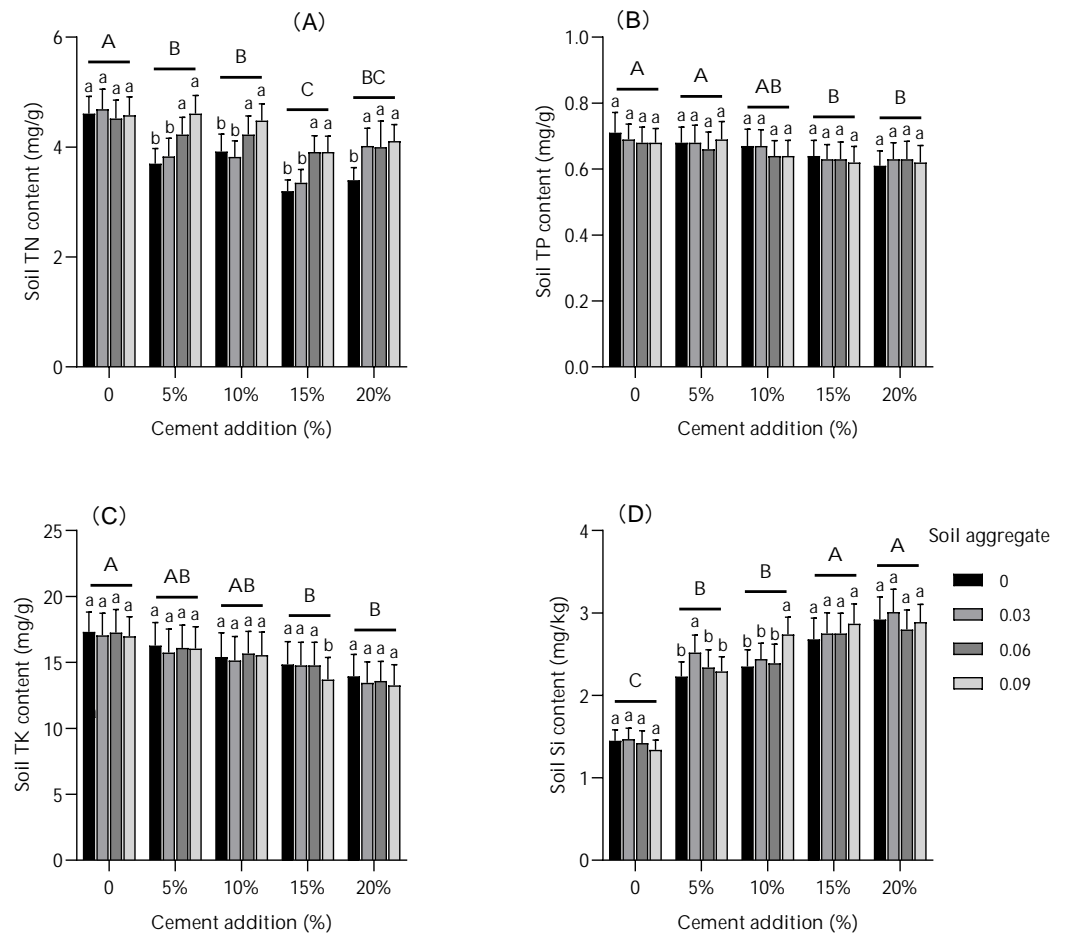 (A)
6
4
2
0
Soil TN content (mg/g)
A B B C BC
a a a a b b a a b b a a b b a a b a a a
0 5% 10% 15% 20%
Cement addition (%)
(B)
1.0
0.8
0.6
0.4
0.2
0.0
Soil TP content (mg/g)
A A AB B B
a a a a a a a a a a a a a a a a a a a a
0 5% 10% 15% 20%
Cement addition (%)
(C)
25
20
15
10
5
0
Soil TK content (mg/g)
A AB AB B B
a a a a a a a a a a a a a a a b a a a a
0 5% 10% 15% 20%
Cement addition (%)
(D)
4
3
2
1
0
Soil Si content (mg/kg)
C B B A A
a a a a b a b b b b b a a a a a a a a a
0 5% 10% 15% 20%
Cement addition (%)
Soil aggregate
0
0.03
0.06
0.09